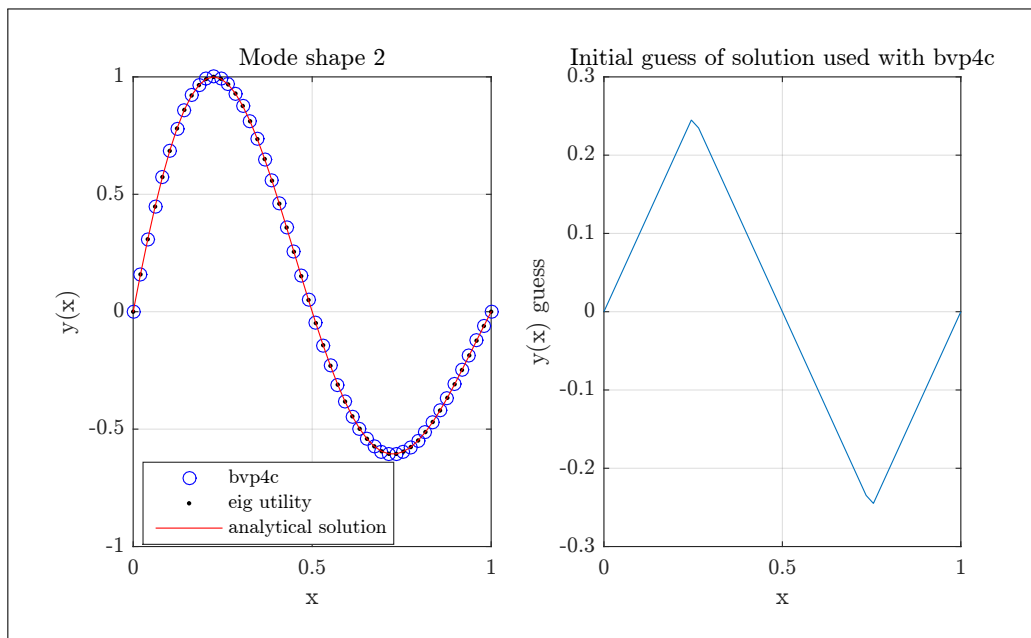 Mode shape 2
1
0.5
0
-0.5
-1
y(x)
bvp4c
eig utility
analytical solution
0
0.5
1
x
Initial guess of solution used with bvp4c
0.3
0.2
0.1
0
-0.1
-0.2
-0.3
y(x) guess
0
0.5
1
x